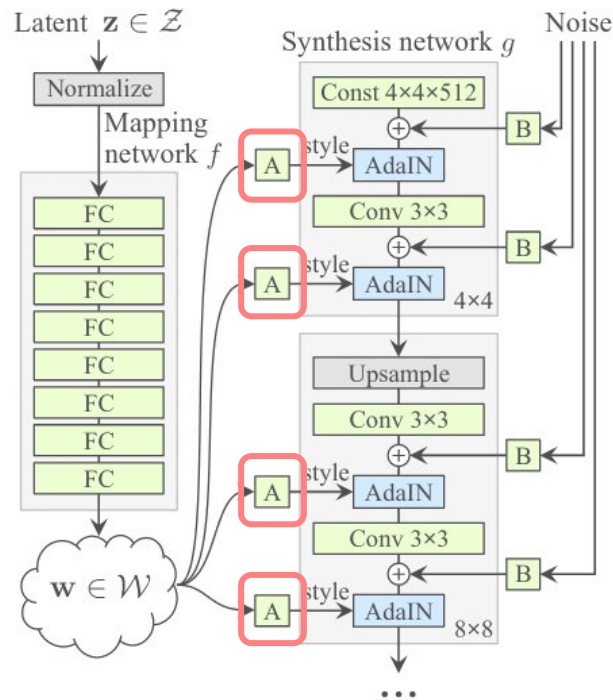 Latent z ∈ Z
Normalize
Mapping
network f
FC
FC
FC
FC
FC
FC
FC
FC
w ∈ W
Noise
Synthesis network g
Const 4×4×512
B
A
style
AdaIN
Conv 3×3
B
A
style
AdaIN
4×4
Upsample
Conv 3×3
B
A
style
AdaIN
Conv 3×3
B
A
style
AdaIN
8×8
...